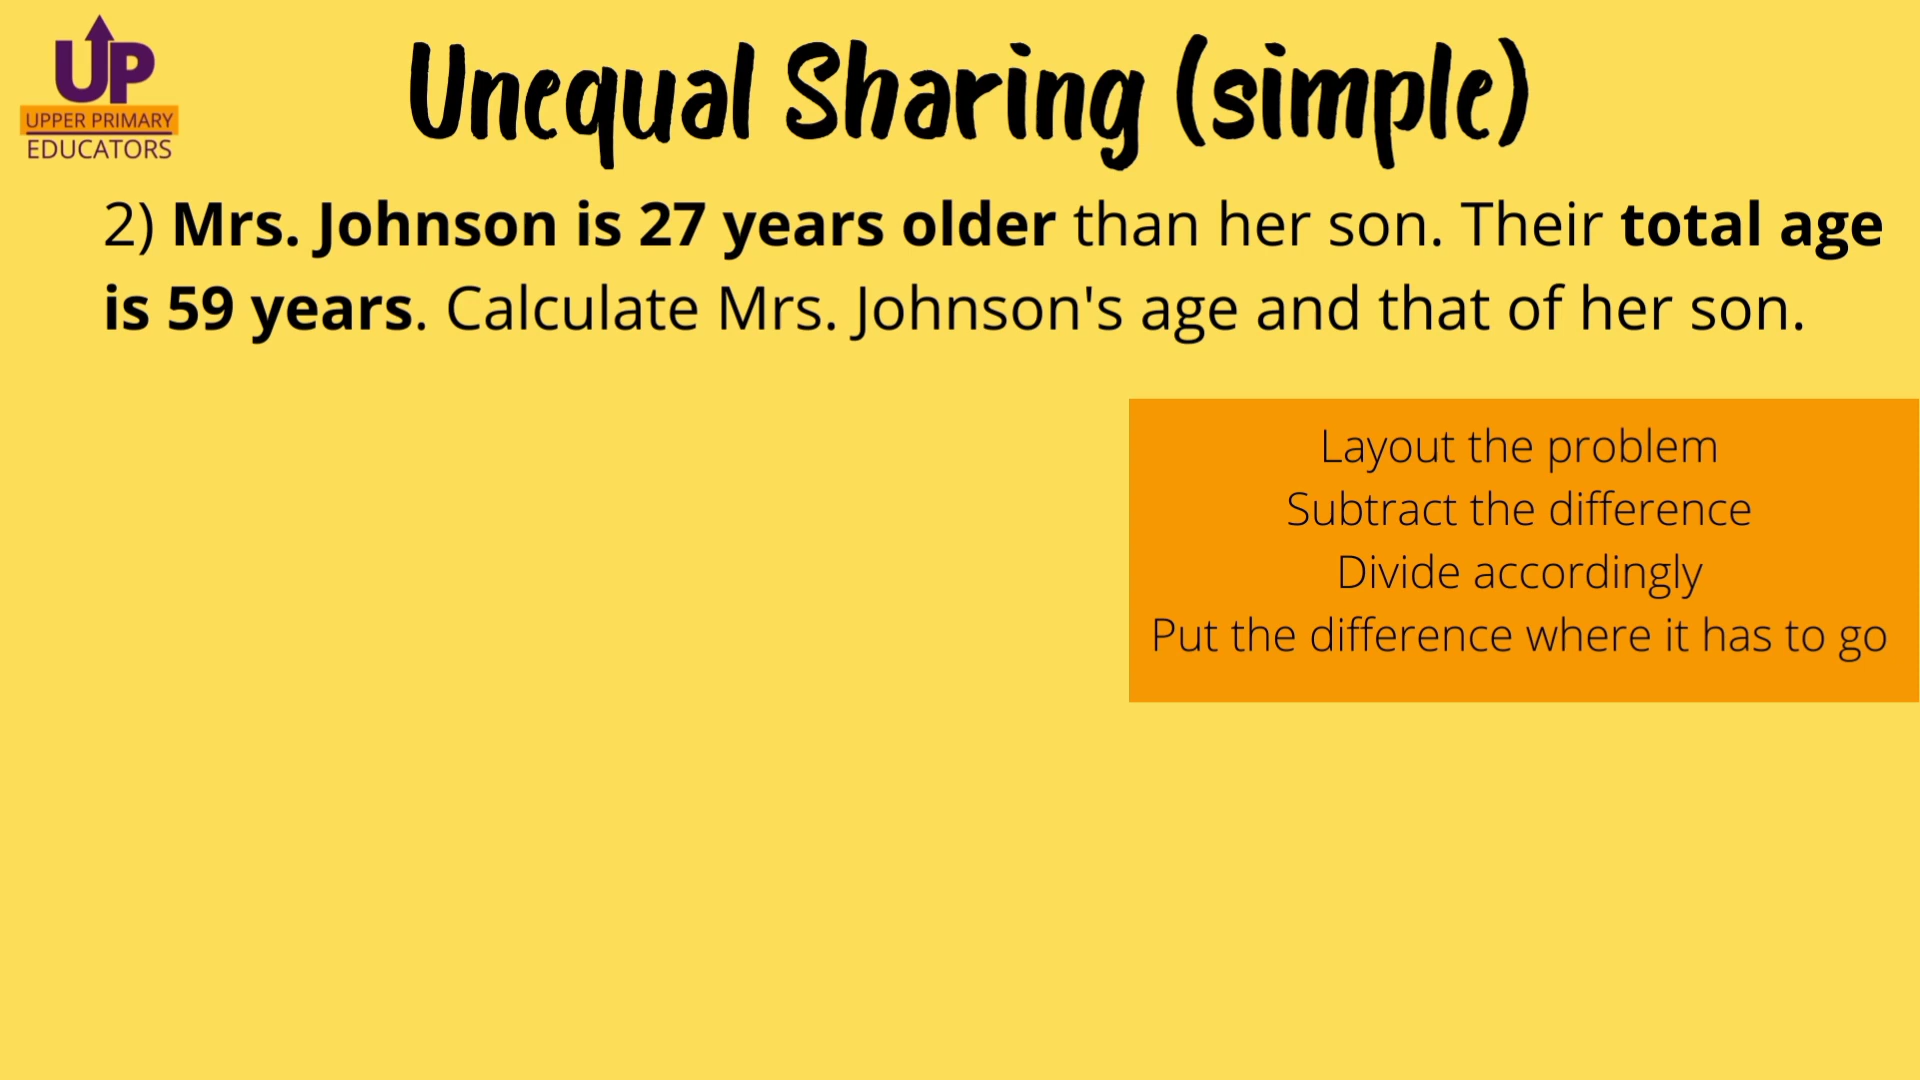 UP
UPPER PRIMARY
EDUCATORS
Unequal Sharing (simple)
2) Mrs. Johnson is 27 years older than her son. Their total age
is 59 years. Calculate Mrs. Johnson's age and that of her son.
Layout the problem
Subtract the difference
Divide accordingly
Put the difference where it has to go